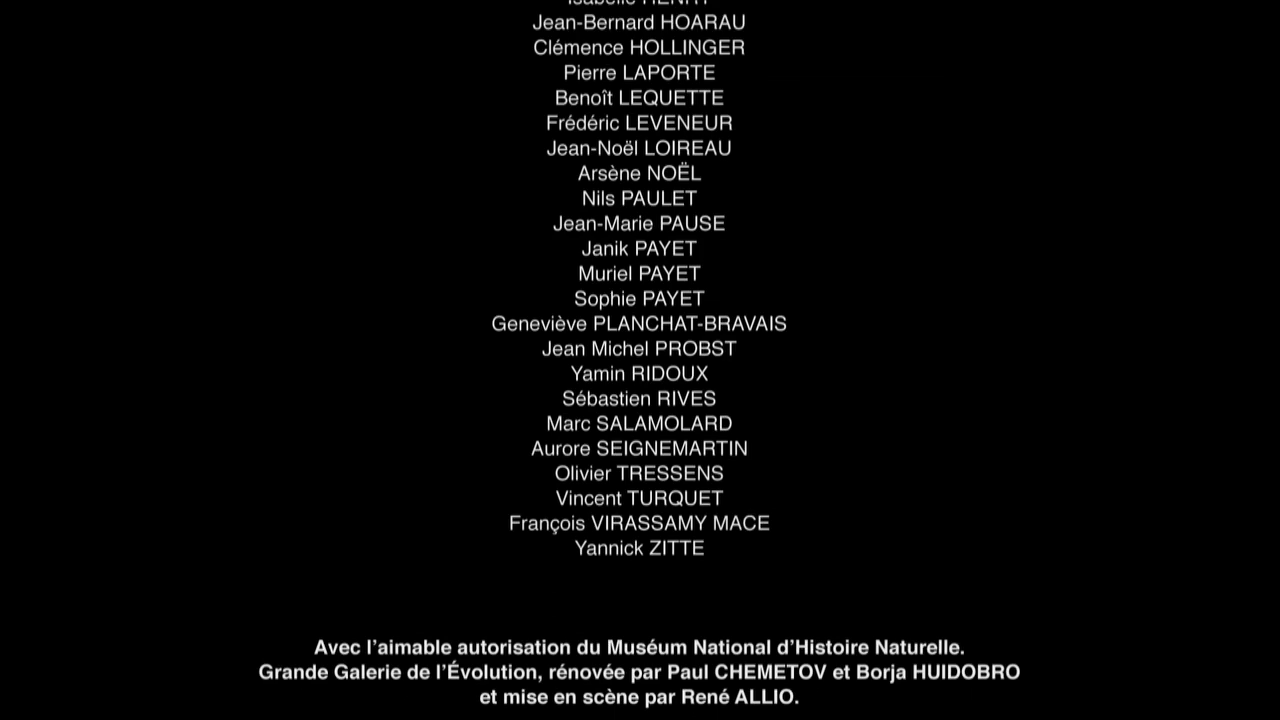 Isabelle HENRY
Jean-Bernard HOARAU
Clémence HOLLINGER
Pierre LAPORTE
Benoît LEQUETTE
Frédéric LEVENEUR
Jean-Noël LOIREAU
Arsène NOËL
Nils PAULET
Jean-Marie PAUSE
Janik PAYET
Muriel PAYET
Sophie PAYET
Geneviève PLANCHAT-BRAVAIS
Jean Michel PROBST
Yamin RIDOUX
Sébastien RIVES
Marc SALAMOLARD
Aurore SEIGNEMARTIN
Olivier TRESSENS
Vincent TURQUET
François VIRASSAMY MACE
Yannick ZITTE
Avec l’aimable autorisation du Muséum National d’Histoire Naturelle.
Grande Galerie de l’Évolution, rénovée par Paul CHEMETOV et Borja HUIDOBRO
et mise en scène par René ALLIO.